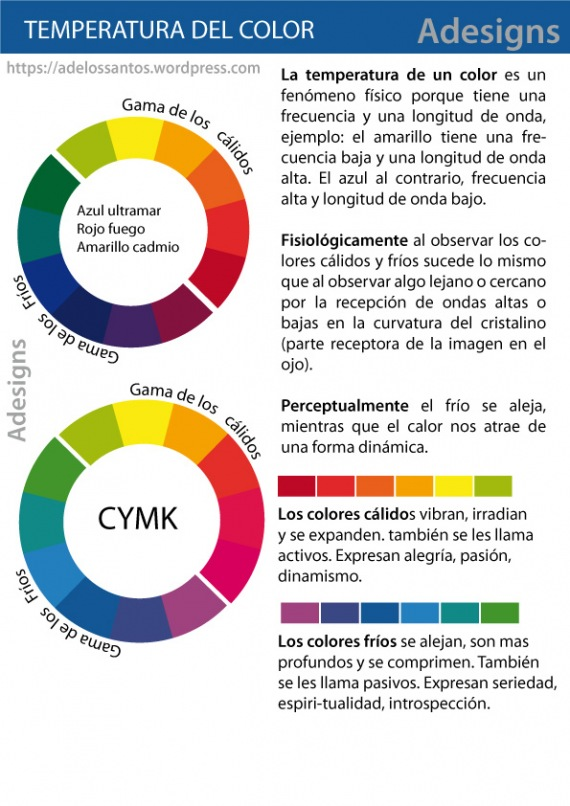 TEMPERATURA DEL COLOR
Adesigns
https://adelossantos.wordpress.com
Gama de los cálidos
Azul ultramar
Rojo fuego
Amarillo cadmio
Gama de los Fríos
Adesigns
Gama de los cálidos
CYMK
Gama de los Fríos
La temperatura de un color es un
fenómeno físico porque tiene una
frecuencia y una longitud de onda,
ejemplo: el amarillo tiene una fre-
cuencia baja y una longitud de onda
alta. El azul al contrario, frecuencia
alta y longitud de onda bajo.
Fisiológicamente al observar los co-
lores cálidos y fríos sucede lo mismo
que al observar algo lejano o cercano
por la recepción de ondas altas o
bajas en la curvatura del cristalino
(parte receptora de la imagen en el
ojo).
Perceptualmente el frío se aleja,
mientras que el calor nos atrae de
una forma dinámica.
Los colores cálidos vibran, irradian
y se expanden. también se les llama
activos. Expresan alegría, pasión,
dinamismo.
Los colores fríos se alejan, son mas
profundos y se comprimen. También
se les llama pasivos. Expresan seriedad,
espiri-tualidad, introspección.